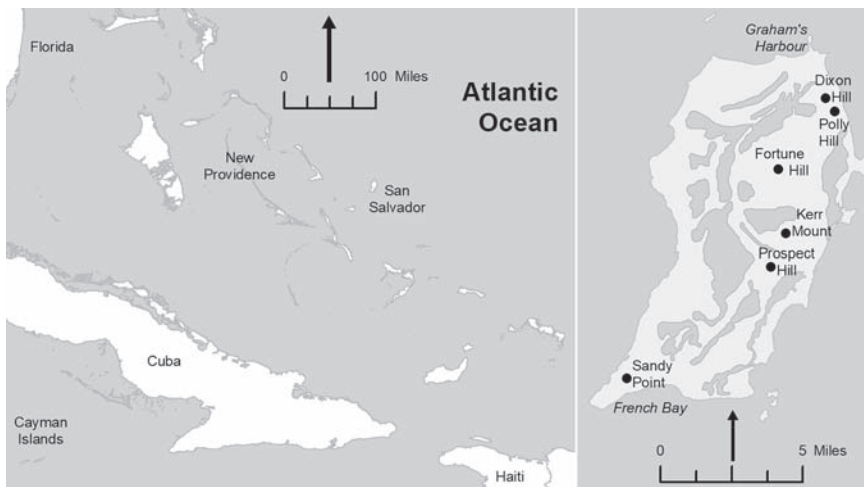 Florida
0 100 Miles
Atlantic
Ocean
New
Providence
San
Salvador
Cuba
Cayman
Islands
Haiti
Graham's
Harbour
Dixon
Hill
Polly
Hill
Fortune
Hill
Kerr
Mount
Prospect
Hill
Sandy
Point
French Bay
0 5 Miles